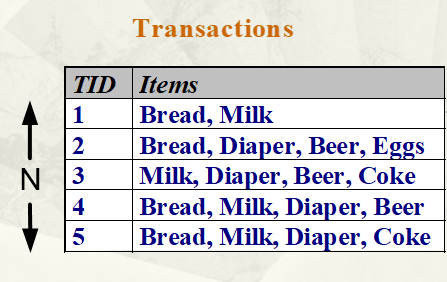 Transactions
TID Items
1 Bread, Milk
2 Bread, Diaper, Beer, Eggs
N 3 Milk, Diaper, Beer, Coke
4 Bread, Milk, Diaper, Beer
5 Bread, Milk, Diaper, Coke